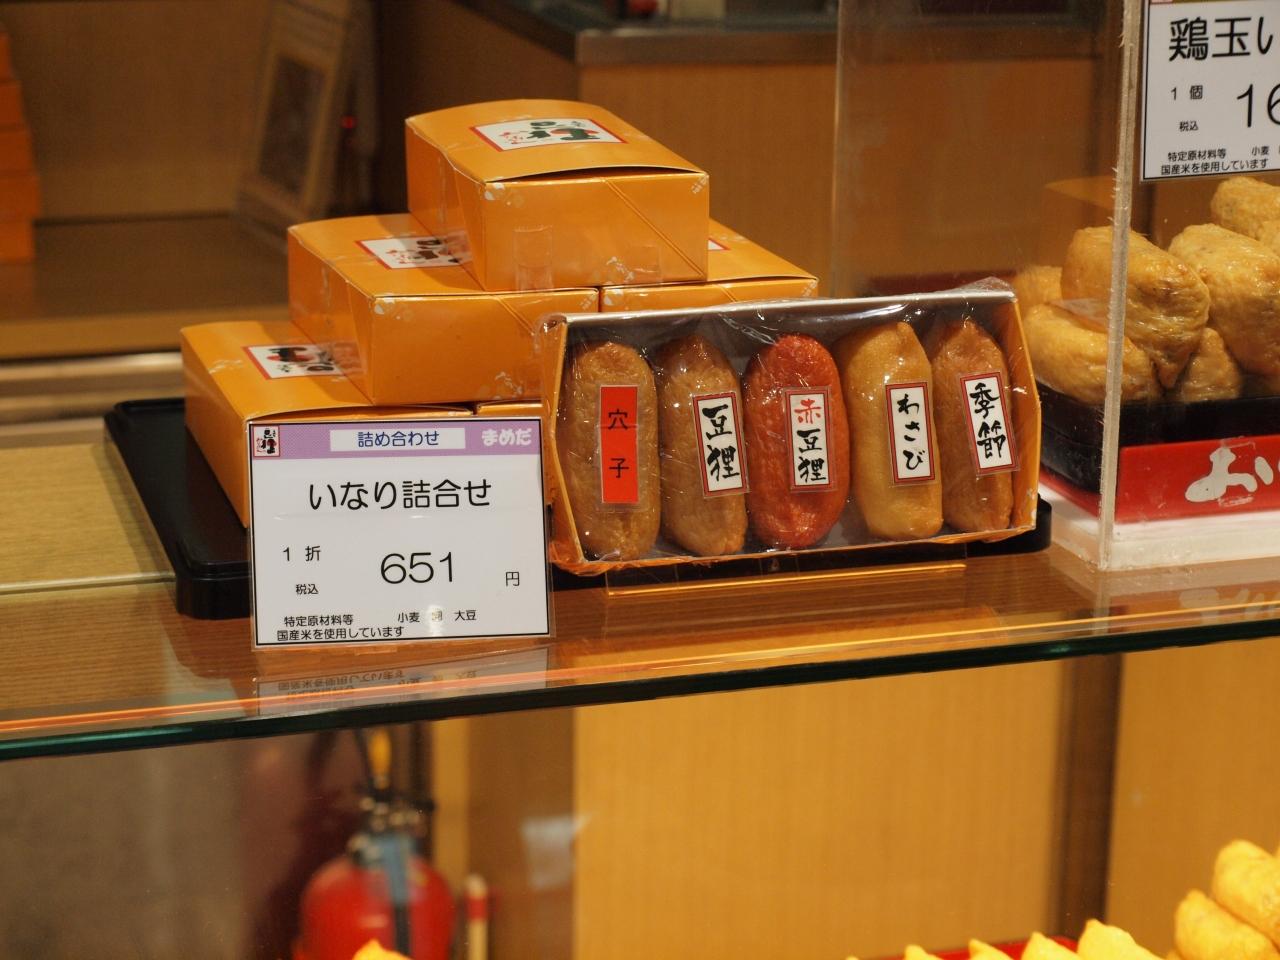 詰め合わせ まめだ
いなり詰合せ
1 折
税込
651 円
特定原材料等 小麦 卵 大豆
国産米を使用しています
穴子
豆狸
赤豆狸
わさび
季節
鶏玉い
1 個
税込
16
特定原材料等 小麦
国産米を使用しています